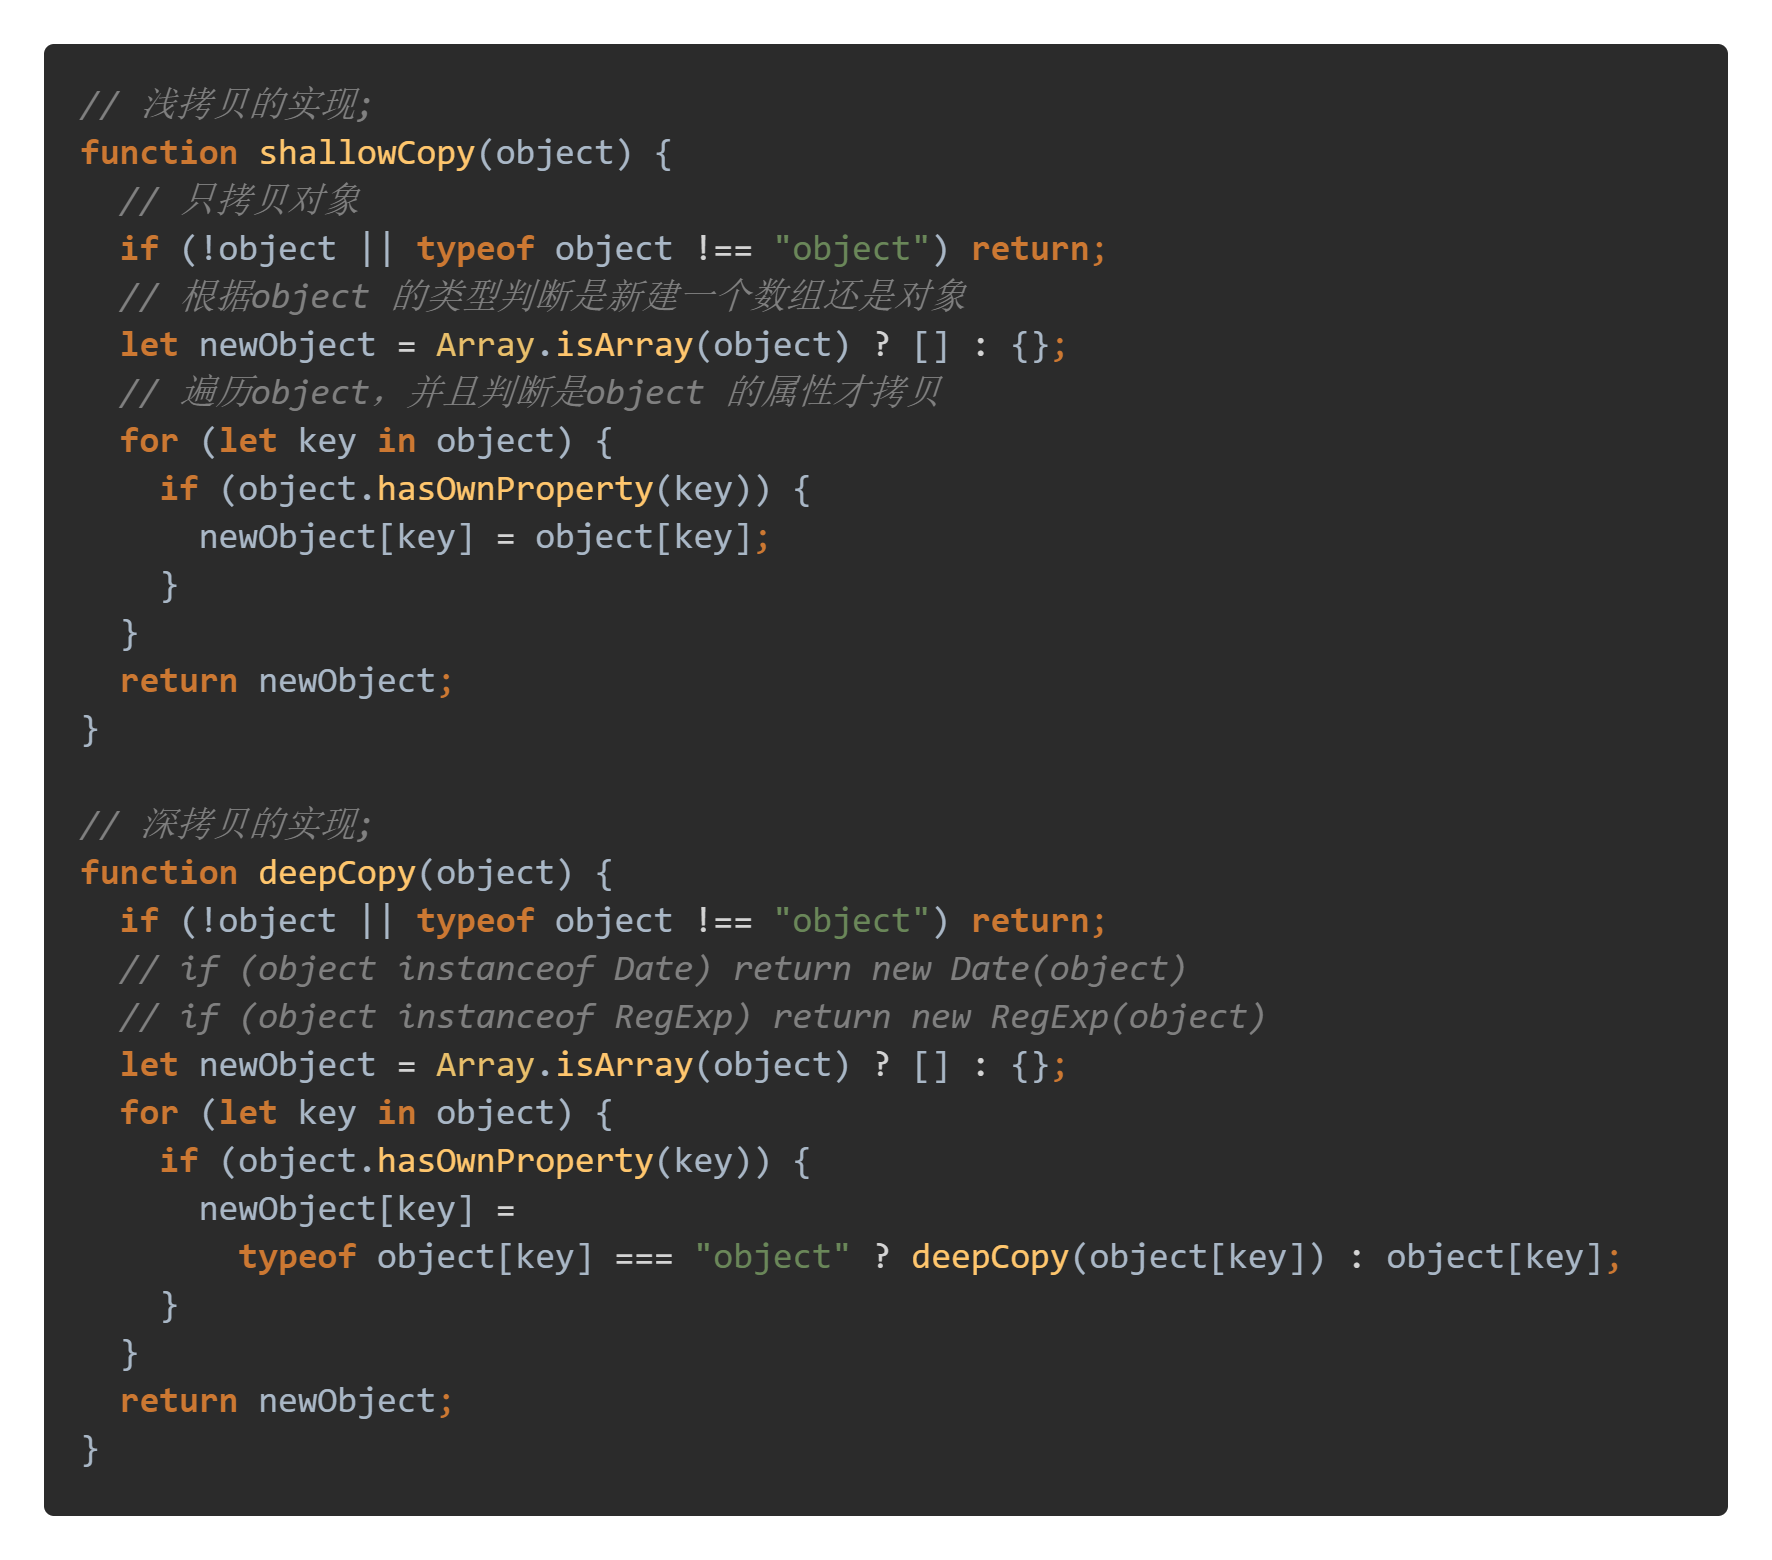 // 浅拷贝的实现;
function shallowCopy(object) {
  // 只拷贝对象
  if (!object || typeof object !== "object") return;
  // 根据object 的类型判断是新建一个数组还是对象
  let newObject = Array.isArray(object) ? [] : {};
  // 遍历object，并且判断是object 的属性才拷贝
  for (let key in object) {
    if (object.hasOwnProperty(key)) {
      newObject[key] = object[key];
    }
  }
  return newObject;
}

// 深拷贝的实现;
function deepCopy(object) {
  if (!object || typeof object !== "object") return;
  // if (object instanceof Date) return new Date(object)
  // if (object instanceof RegExp) return new RegExp(object)
  let newObject = Array.isArray(object) ? [] : {};
  for (let key in object) {
    if (object.hasOwnProperty(key)) {
      newObject[key] =
        typeof object[key] === "object" ? deepCopy(object[key]) : object[key];
    }
  }
  return newObject;
}